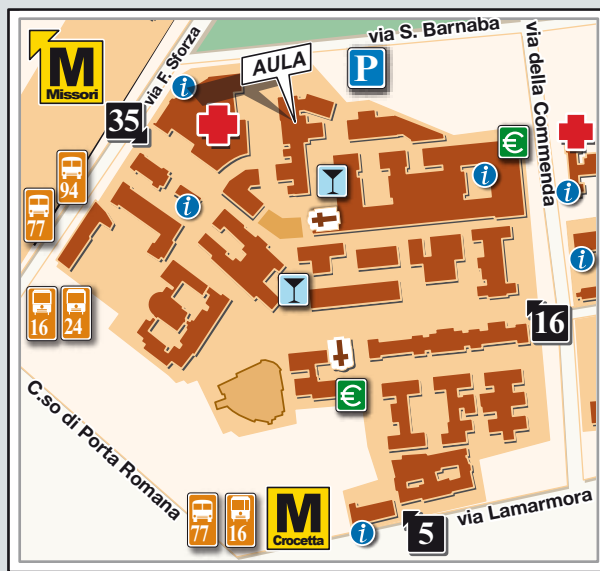 via S. Barnaba
via F. Sforza
M
Missori
AULA
P
via della Commenda
35
i
€
94
77
i
i
i
i
16
24
16
€
C.so di Porta Romana
77
16
M
Crocetta
i
5
via Lamarmora